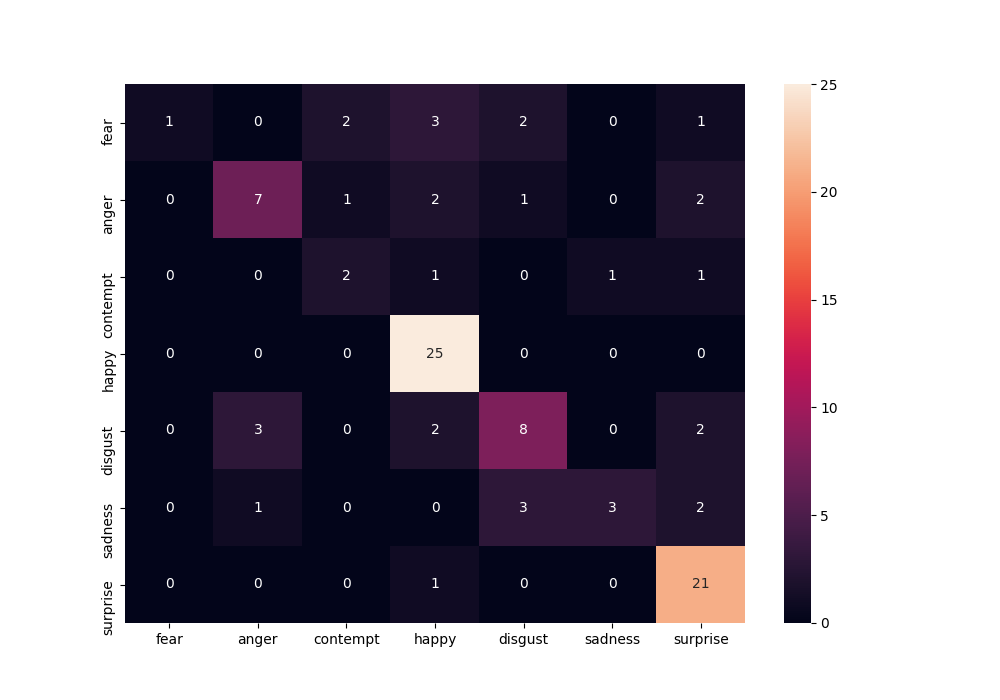 fear 1 0 2 3 2 0 1
anger 0 7 1 2 1 0 2
contempt 0 0 2 1 0 1 1
happy 0 0 0 25 0 0 0
disgust 0 3 0 2 8 0 2
sadness 0 1 0 0 3 3 2
surprise 0 0 0 1 0 0 21
fear anger contempt happy disgust sadness surprise
25
20
15
10
5
0